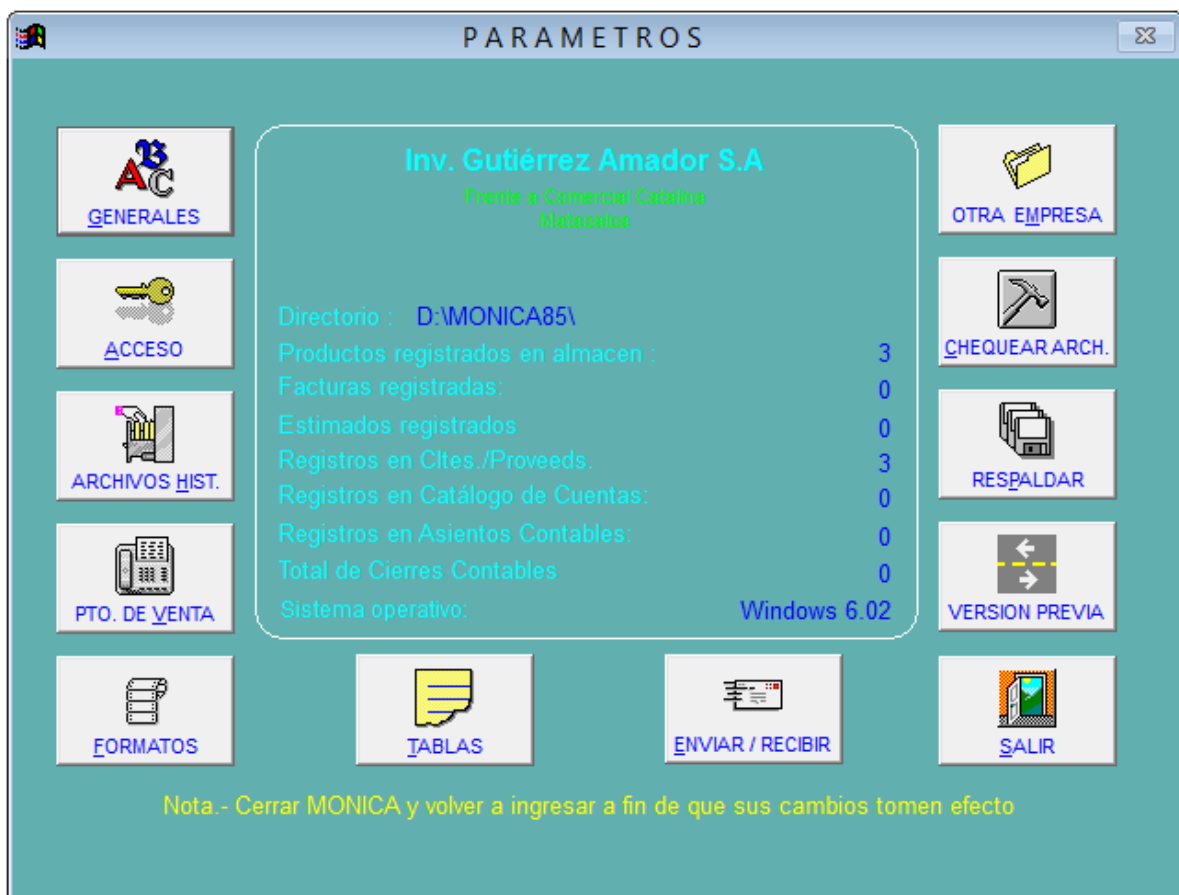 PARAMETROS
GENERALES
ACCESO
ARCHIVOS HIST.
PTO. DE VENTA
FORMATOS
Inv. Gutiérrez Amador S.A
Frente a Comercial Catalina
Matagalpa
Directorio : D:\MONICA85\
Productos registrados en almacen : 3
Facturas registradas: 0
Estimados registrados 0
Registros en Cltes./Proveeds. 3
Registros en Catálogo de Cuentas: 0
Registros en Asientos Contables: 0
Total de Cierres Contables 0
Sistema operativo: Windows 6.02
TABLAS
ENVIAR / RECIBIR
OTRA EMPRESA
CHEQUEAR ARCH.
RESPALDAR
VERSION PREVIA
SALIR
Nota.- Cerrar MONICA y volver a ingresar a fin de que sus cambios tomen efecto